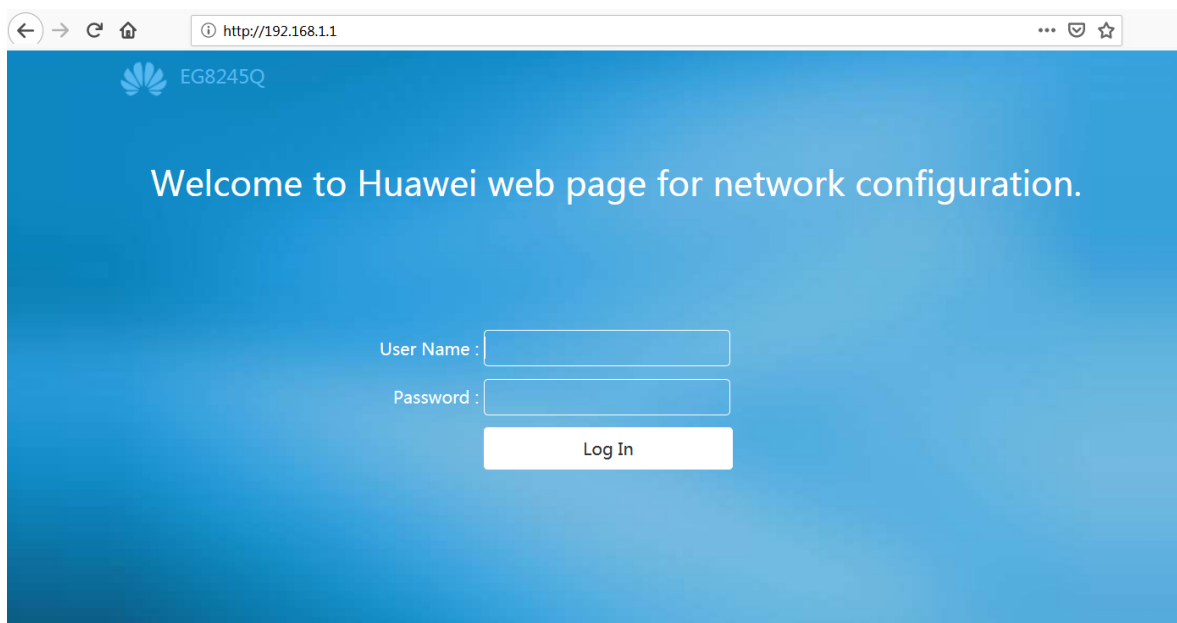 http://192.168.1.1
EG8245Q
Welcome to Huawei web page for network configuration.
User Name :
Password :
Log In